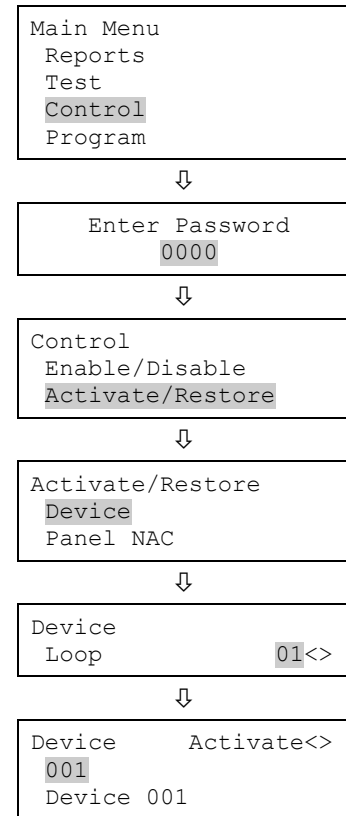 Main Menu
Reports
Test
Control
Program
⇩
Enter Password
0000
⇩
Control
Enable/Disable
Activate/Restore
⇩
Activate/Restore
Device
Panel NAC
⇩
Device
Loop 01<>
⇩
Device Activate<>
001
Device 001